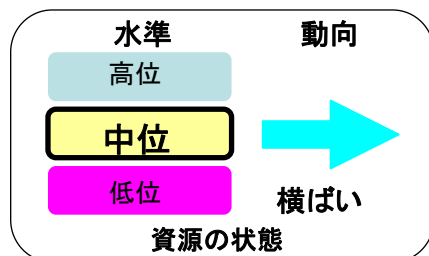 水準 動向
高位
中位
低位
横ばい
資源の状態